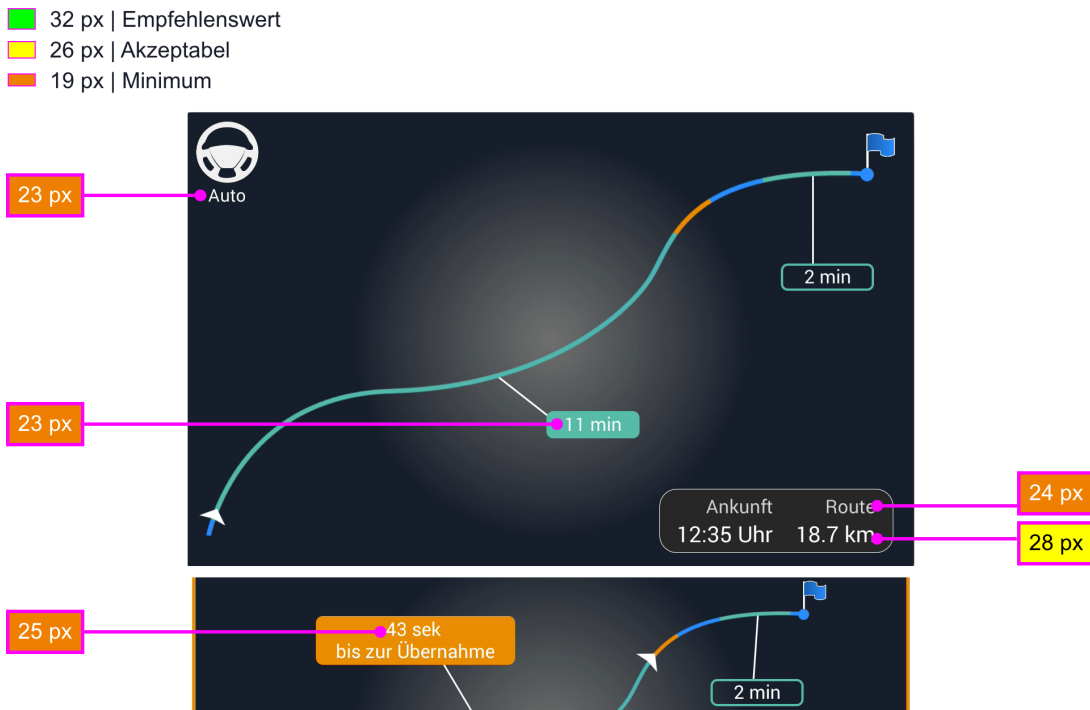 32 px | Empfehlenswert
26 px | Akzeptabel
19 px | Minimum
23 px
Auto
2 min
23 px
11 min
Ankunft Route
24 px
12:35 Uhr 18.7 km
28 px
25 px
43 sek
bis zur Übernahme
2 min